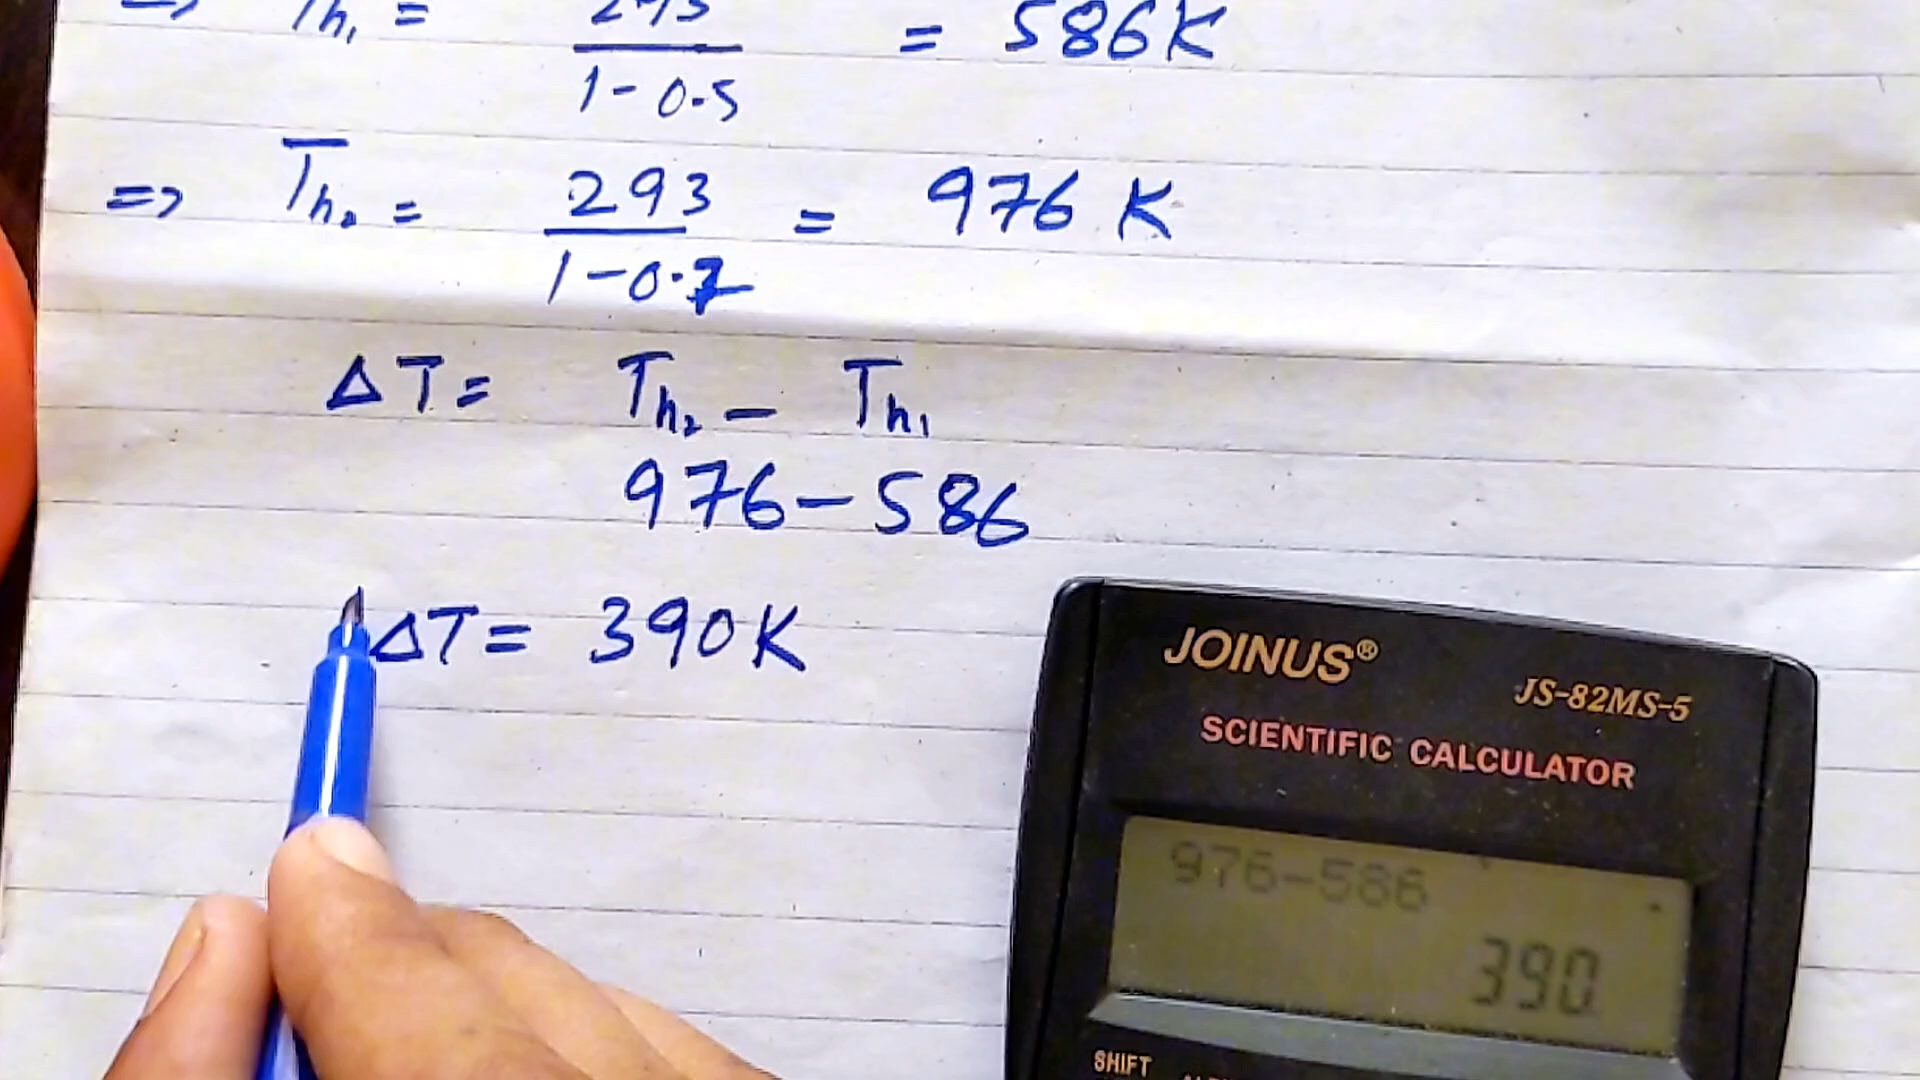 => Th₁ = 293 / 1-0.5 = 586K
=> Th₂ = 293 / 1-0.7 = 976 K
ΔT = Th₂ - Th₁
976-586
ΔT = 390K
JOINUS®
JS-82MS-5
SCIENTIFIC CALCULATOR
976-586
390
SHIFT